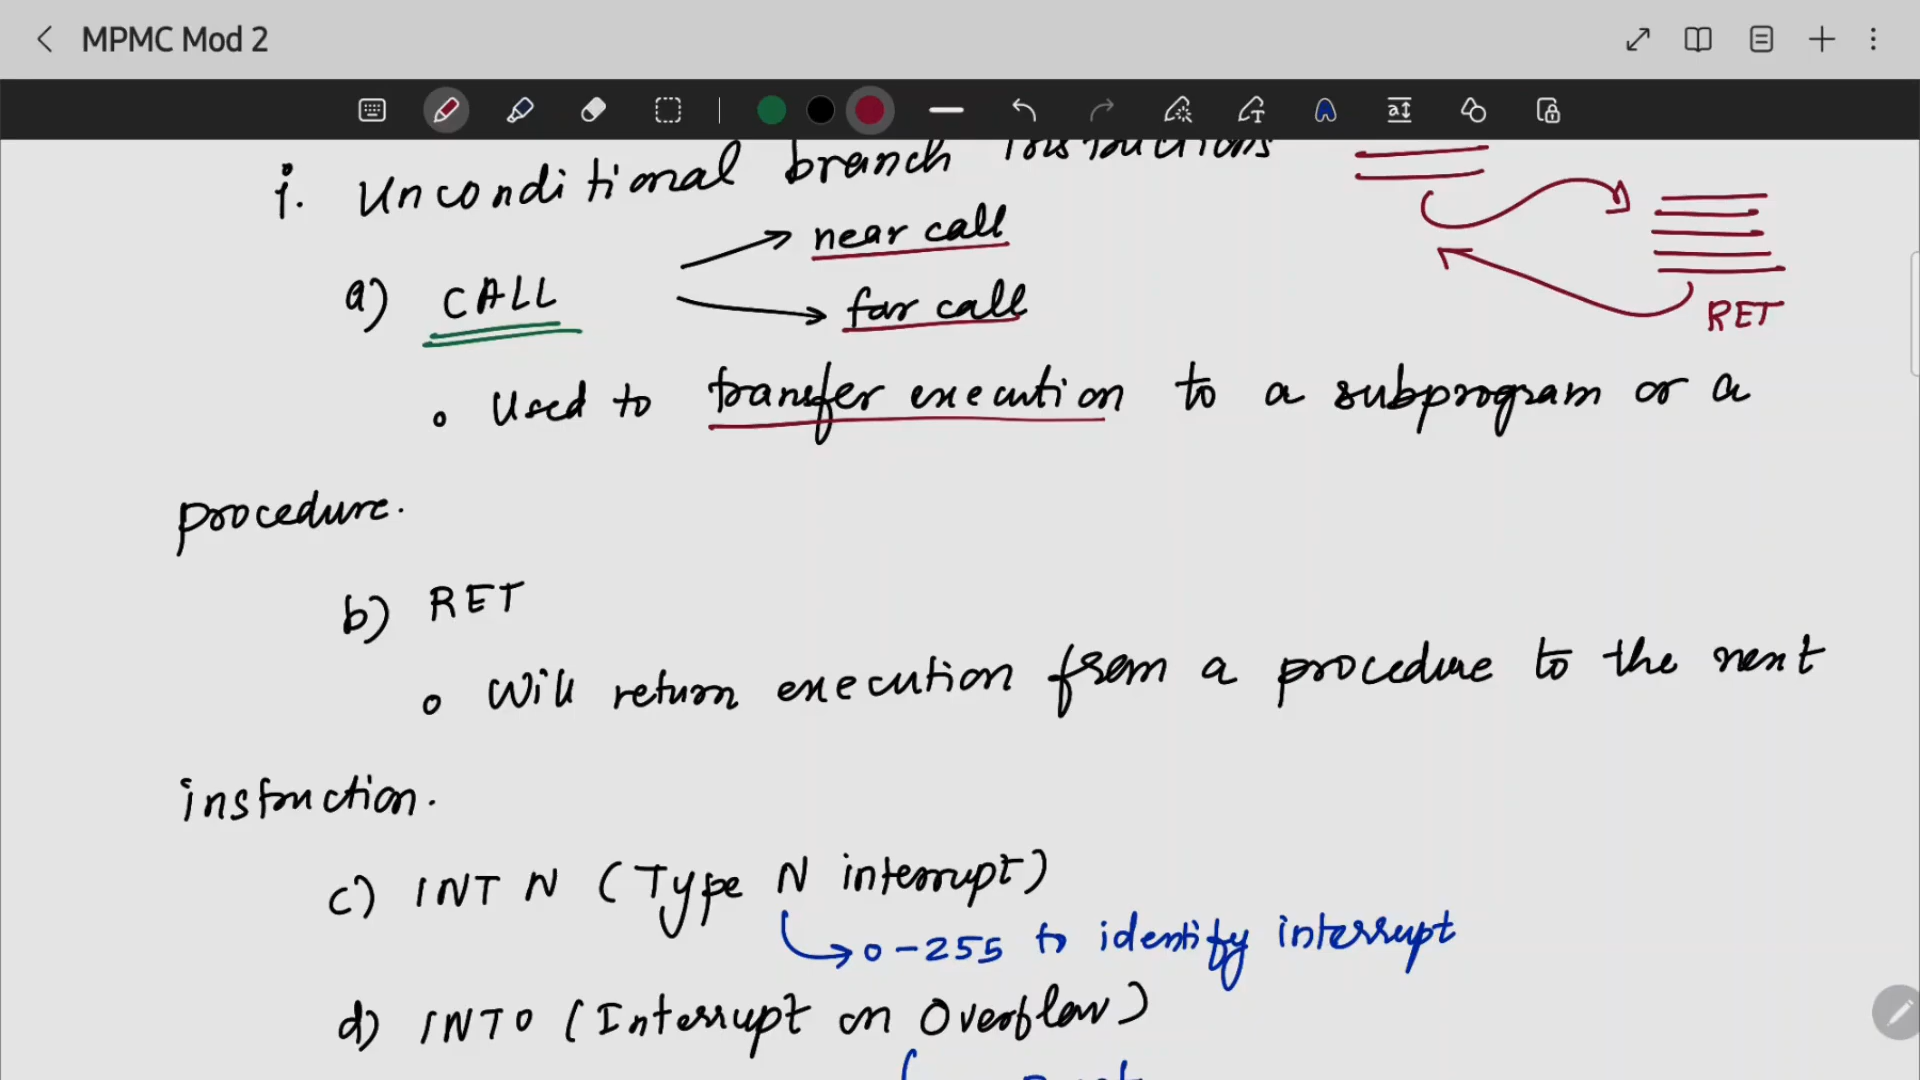 MPMC Mod 2
i. Unconditional branch instructions
near call
a) CALL
far call
RET
o Used to transfer execution to a subprogram or a
procedure.
b) RET
o Will return execution from a procedure to the next
instruction.
c) INT N (Type N interrupt)
0-255 to identify interrupt
d) INTO (Interrupt on Overflow)